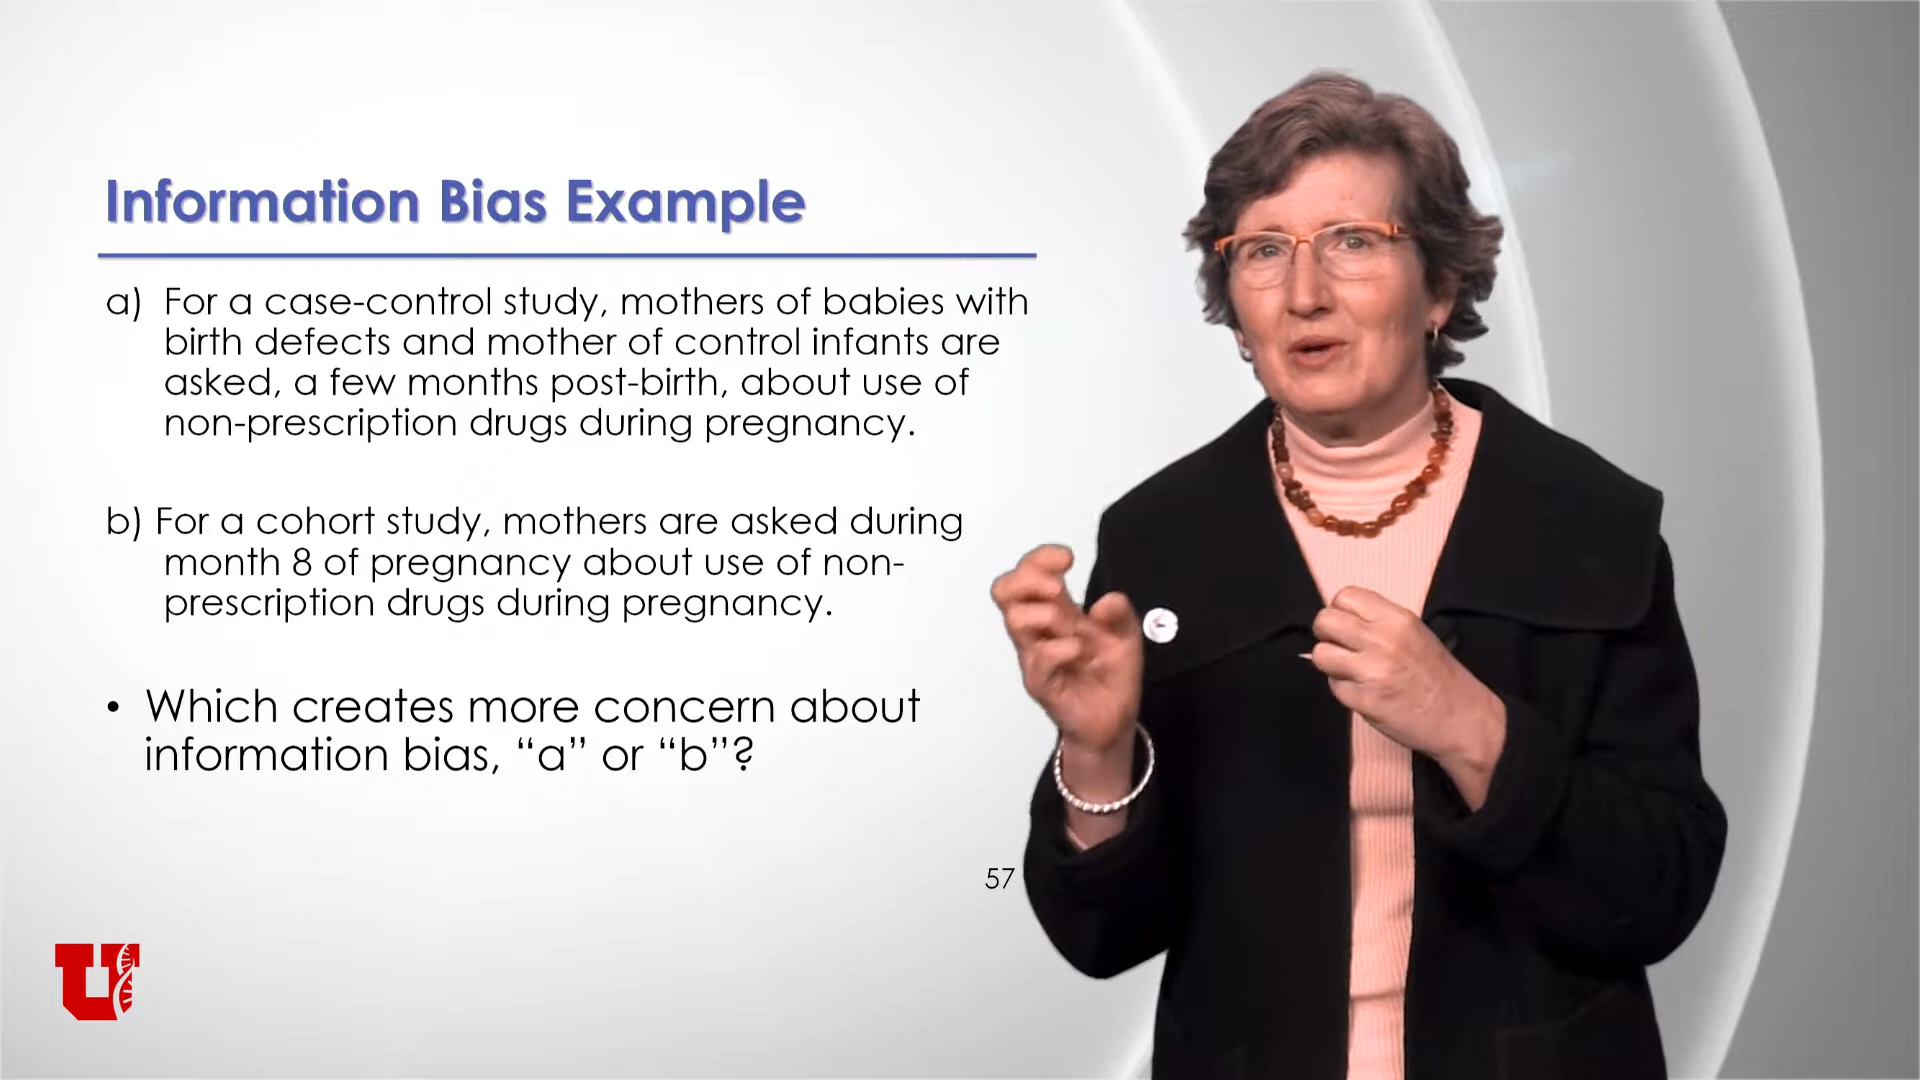 Information Bias Example
a) For a case-control study, mothers of babies with
birth defects and mother of control infants are
asked, a few months post-birth, about use of
non-prescription drugs during pregnancy.
b) For a cohort study, mothers are asked during
month 8 of pregnancy about use of non-
prescription drugs during pregnancy.
• Which creates more concern about
information bias, “a” or “b”?
57
U